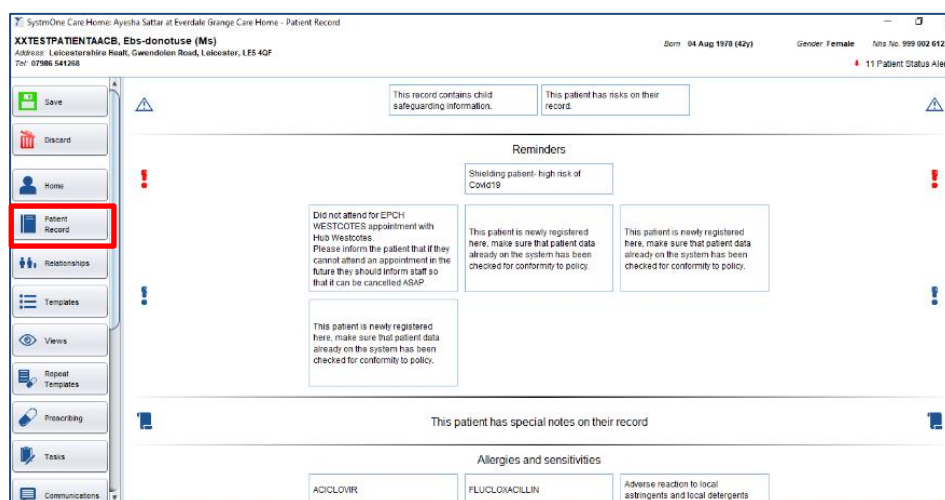 SystmOne Care Home: Ayesha Sattar at Everdale Grange Care Home - Patient Record
XXTESTPATIENTAACB, Ebs-donotuse (Ms)
Born 04 Aug 1978 (42y) Gender Female Nhs No. 999 002 612
Address: Leicestershire Healt, Gwendolen Road, Leicester, LE5 4QF
Tel: 07986 541268
11 Patient Status Aler
Save
Discard
Home
Patient
Record
Relationships
Templates
Views
Repeat
Templates
Prescribing
Tasks
Communications
This record contains child
safeguarding information.
This patient has risks on their
record.
Reminders
Shielding patient- high risk of
Covid19
Did not attend for EPCH
WESTCOTES appointment with
Hub Westcotes.
Please inform the patient that if they
cannot attend an appointment in the
future they should inform staff so
that it can be cancelled ASAP.
This patient is newly registered
here, make sure that patient data
already on the system has been
checked for conformity to policy.
This patient is newly registered
here, make sure that patient data
already on the system has been
checked for conformity to policy.
This patient is newly registered
here, make sure that patient data
already on the system has been
checked for conformity to policy.
This patient has special notes on their record
Allergies and sensitivities
ACICLOVIR
FLUCLOXACILLIN
Adverse reaction to local
astringents and local detergents